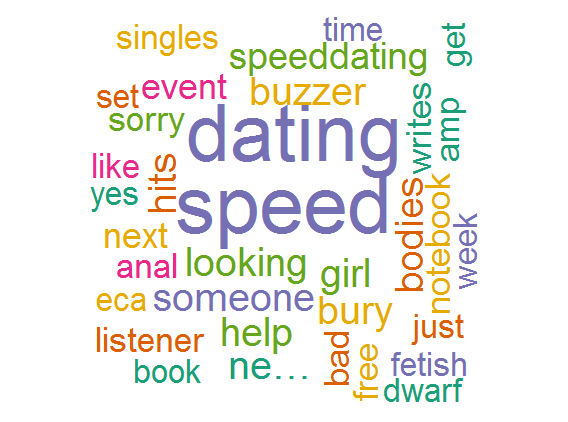 singles
time
get
speeddating
set
event
buzzer
sorry
dating
writes
amp
like
yes
hits
speed
bodies
notebook
week
next
anal
looking
girl
eca
someone
bury
listener
help
just
book
ne…
bad
free
fetish
dwarf